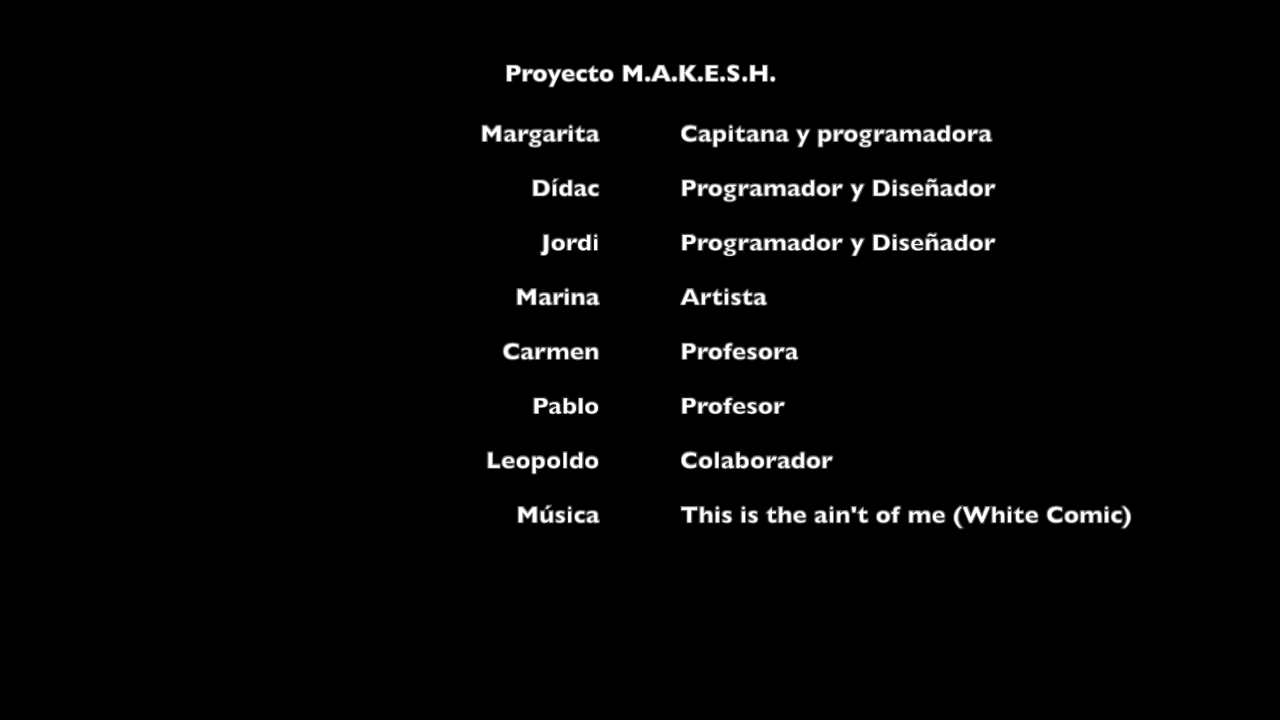 Proyecto M.A.K.E.S.H.
Margarita Capitana y programadora
Dídac Programador y Diseñador
Jordi Programador y Diseñador
Marina Artista
Carmen Profesora
Pablo Profesor
Leopoldo Colaborador
Música This is the ain't of me (White Comic)